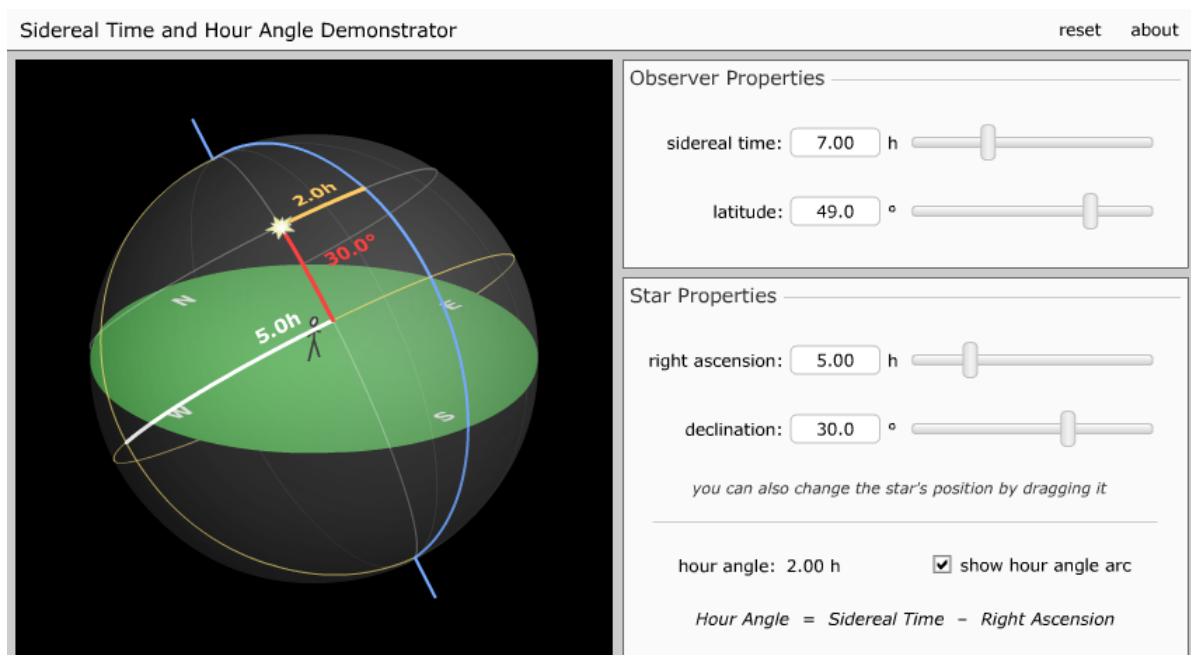 Sidereal Time and Hour Angle Demonstrator
reset
about
2.0h
30.0°
5.0h
N
E
W
S
Observer Properties
sidereal time: 7.00 h
latitude: 49.0 °
Star Properties
right ascension: 5.00 h
declination: 30.0 °
you can also change the star's position by dragging it
hour angle: 2.00 h
show hour angle arc
Hour Angle = Sidereal Time – Right Ascension